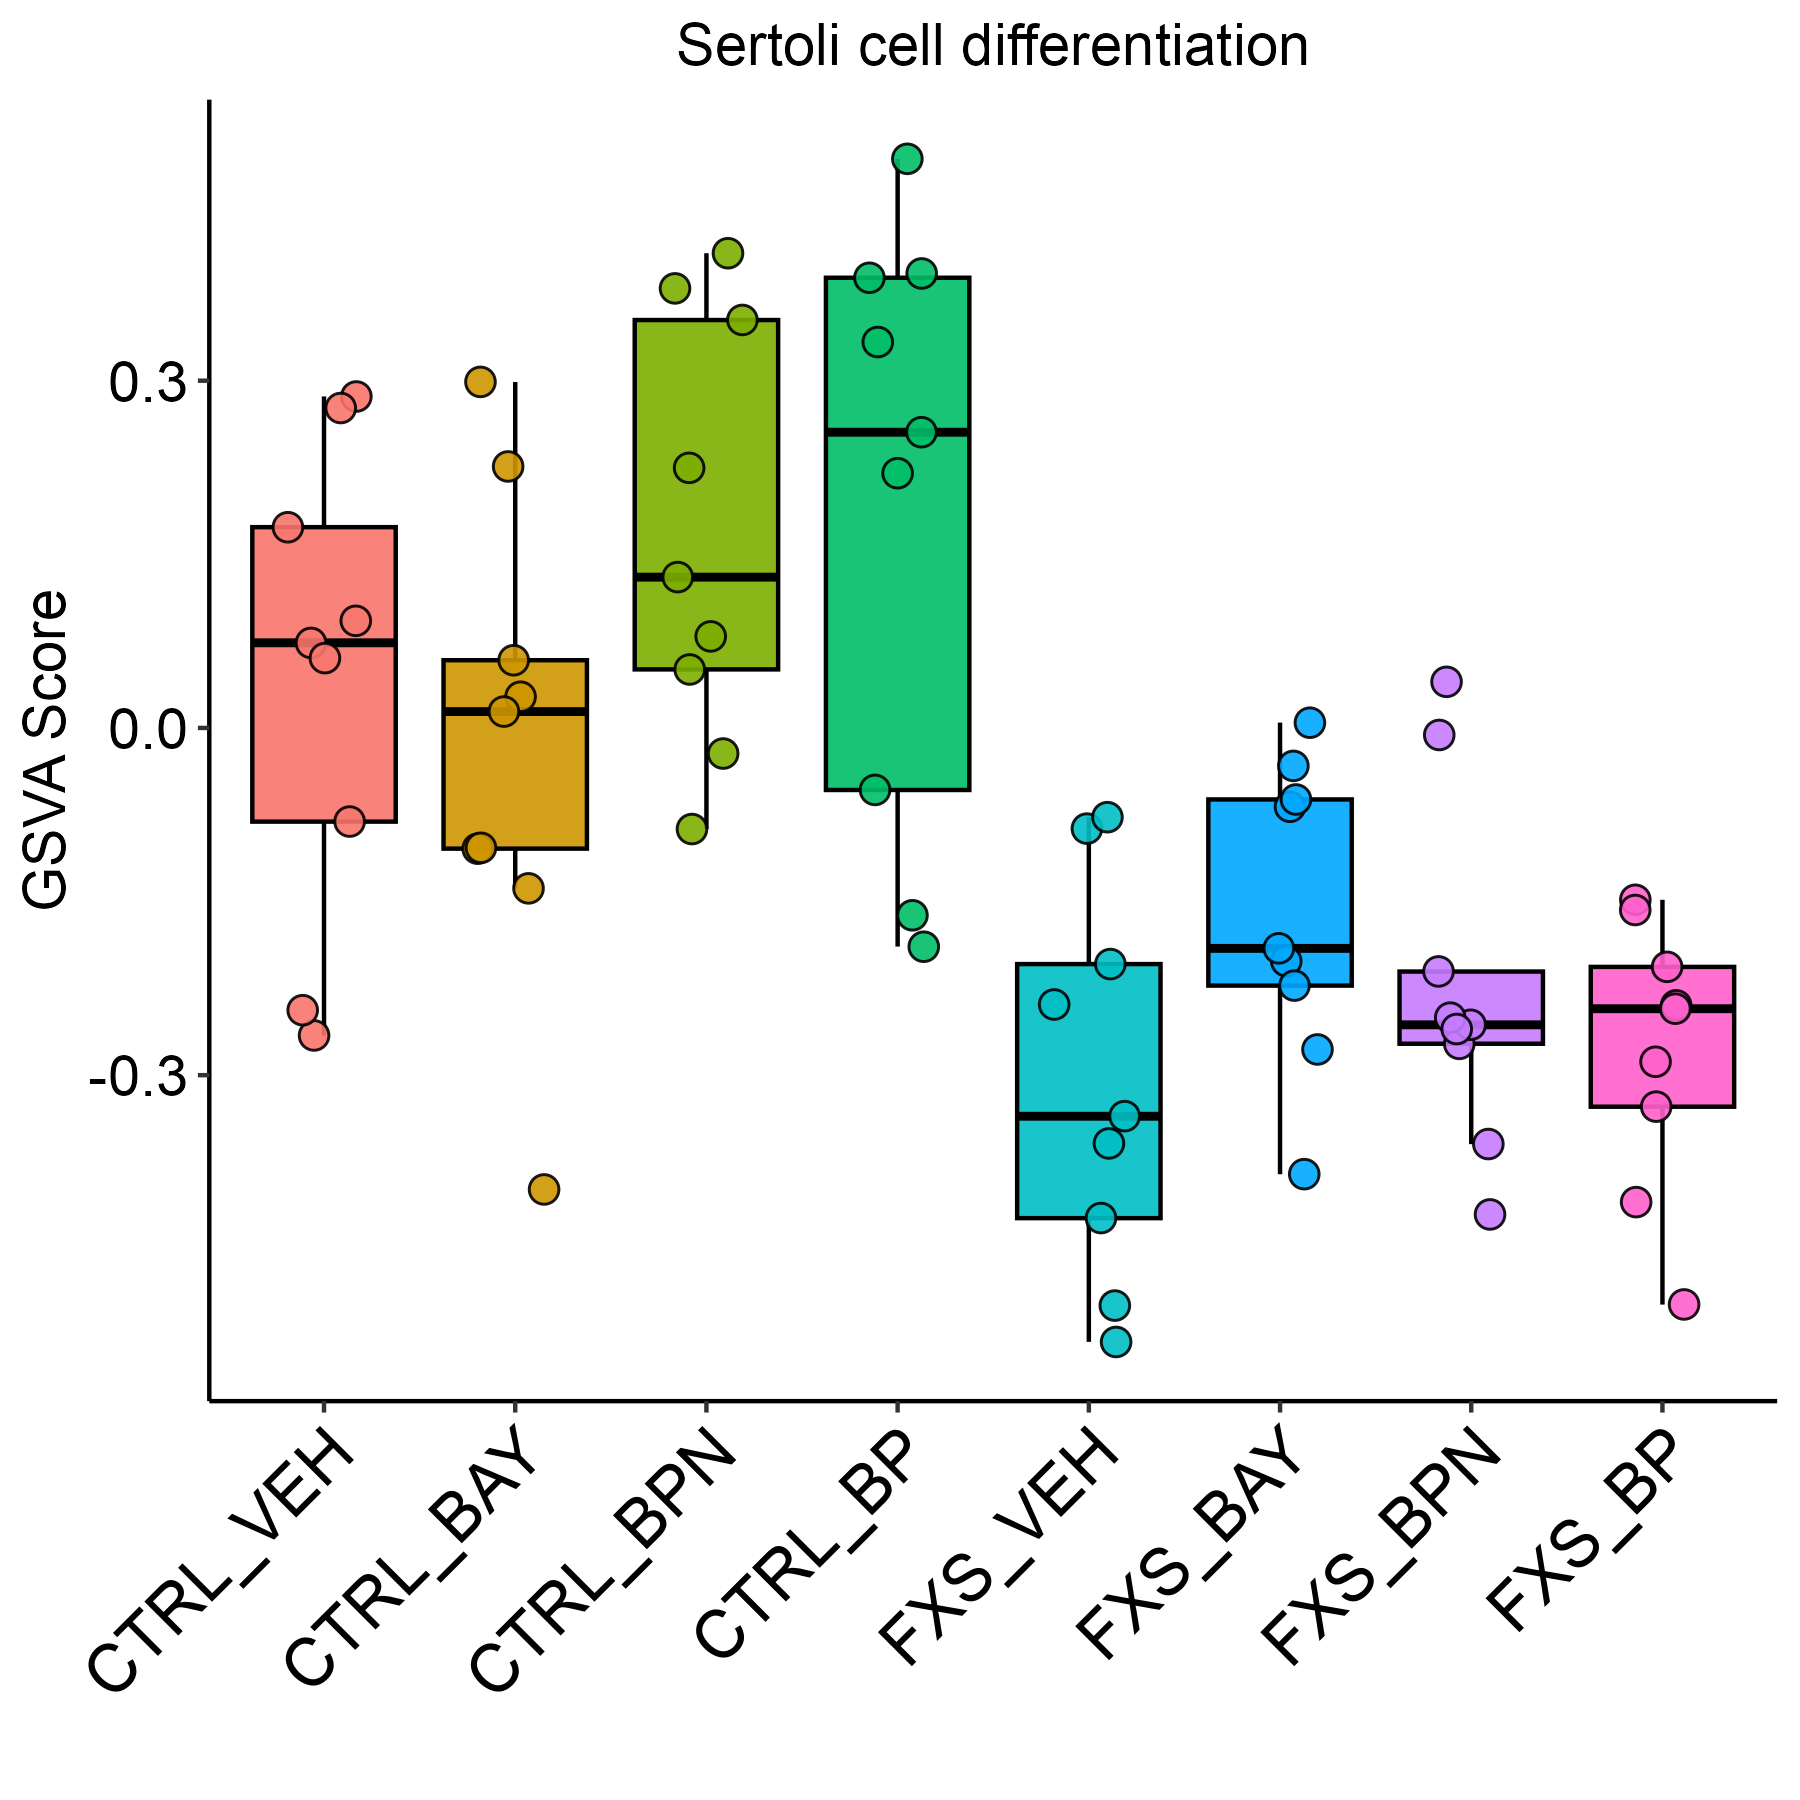 Sertoli cell differentiation
GSVA Score
0.3
0.0
-0.3
CTRL_VEH
CTRL_BAY
CTRL_BPN
CTRL_BP
FXS_VEH
FXS_BAY
FXS_BPN
FXS_BP